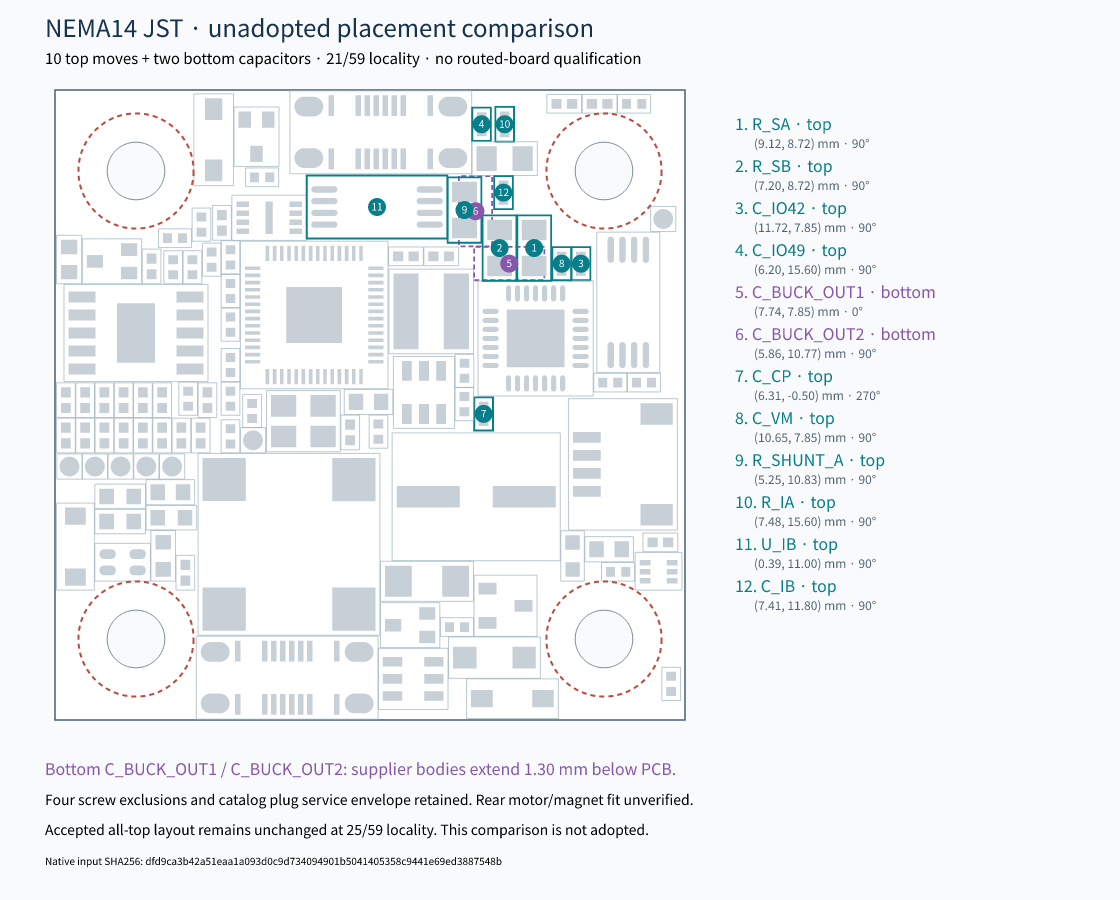 NEMA14 JST · unadopted placement comparison
10 top moves + two bottom capacitors · 21/59 locality · no routed-board qualification
4
10
12
11
9
6
2
1
5
8
3
7
1. R_SA · top
(9.12, 8.72) mm · 90°
2. R_SB · top
(7.20, 8.72) mm · 90°
3. C_IO42 · top
(11.72, 7.85) mm · 90°
4. C_IO49 · top
(6.20, 15.60) mm · 90°
5. C_BUCK_OUT1 · bottom
(7.74, 7.85) mm · 0°
6. C_BUCK_OUT2 · bottom
(5.86, 10.77) mm · 90°
7. C_CP · top
(6.31, -0.50) mm · 270°
8. C_VM · top
(10.65, 7.85) mm · 90°
9. R_SHUNT_A · top
(5.25, 10.83) mm · 90°
10. R_IA · top
(7.48, 15.60) mm · 90°
11. U_IB · top
(0.39, 11.00) mm · 90°
12. C_IB · top
(7.41, 11.80) mm · 90°
Bottom C_BUCK_OUT1 / C_BUCK_OUT2: supplier bodies extend 1.30 mm below PCB.
Four screw exclusions and catalog plug service envelope retained. Rear motor/magnet fit unverified.
Accepted all-top layout remains unchanged at 25/59 locality. This comparison is not adopted.
Native input SHA256: dfd9ca3b42a51eaa1a093d0c9d734094901b5041405358c9441e69ed3887548b